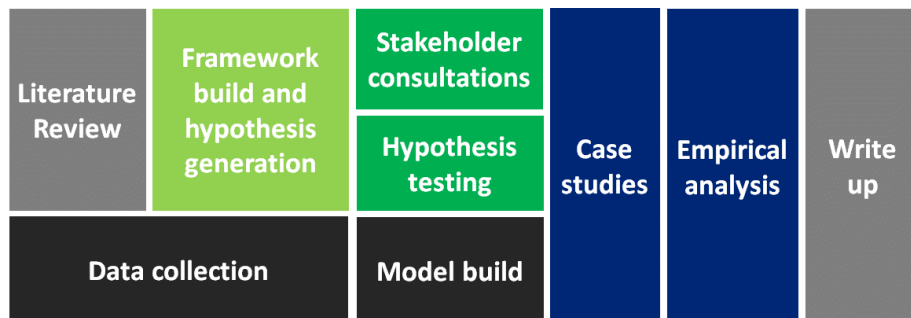 Literature
Review
Framework
build and
hypothesis
generation
Stakeholder
consultations
Hypothesis
testing
Case
studies
Empirical
analysis
Write
up
Data collection
Model build